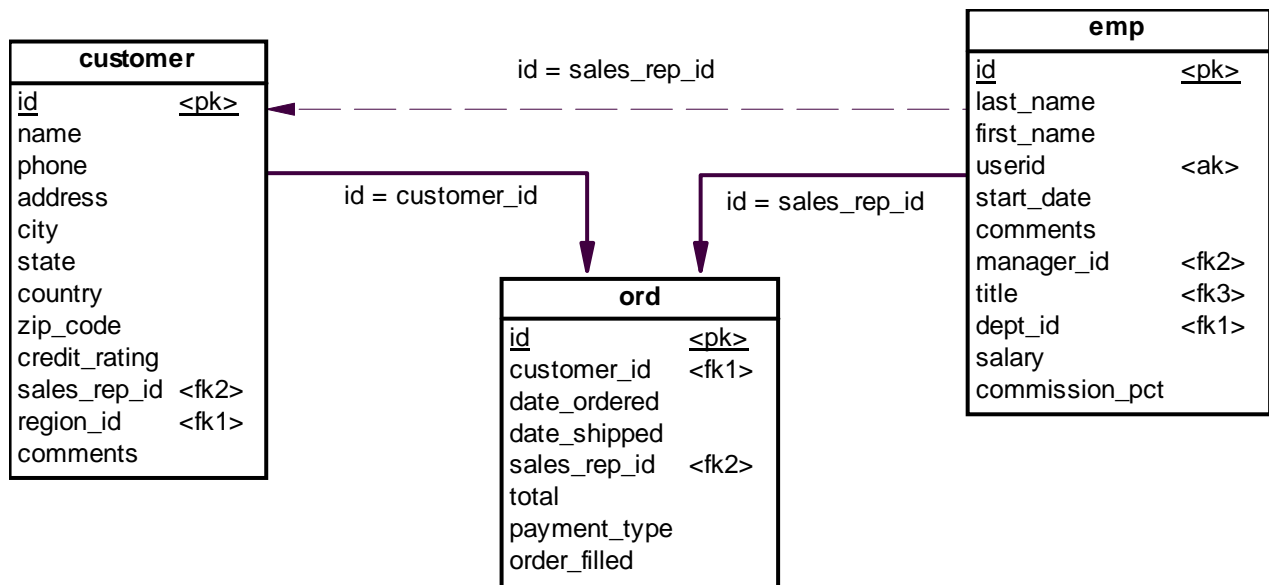 customer
id <pk>
name
phone
address
city
state
country
zip_code
credit_rating
sales_rep_id <fk2>
region_id <fk1>
comments
id = sales_rep_id
id = customer_id
id = sales_rep_id
emp
id <pk>
last_name
first_name
userid <ak>
start_date
comments
manager_id <fk2>
title <fk3>
dept_id <fk1>
salary
commission_pct
ord
id <pk>
customer_id <fk1>
date_ordered
date_shipped
sales_rep_id <fk2>
total
payment_type
order_filled